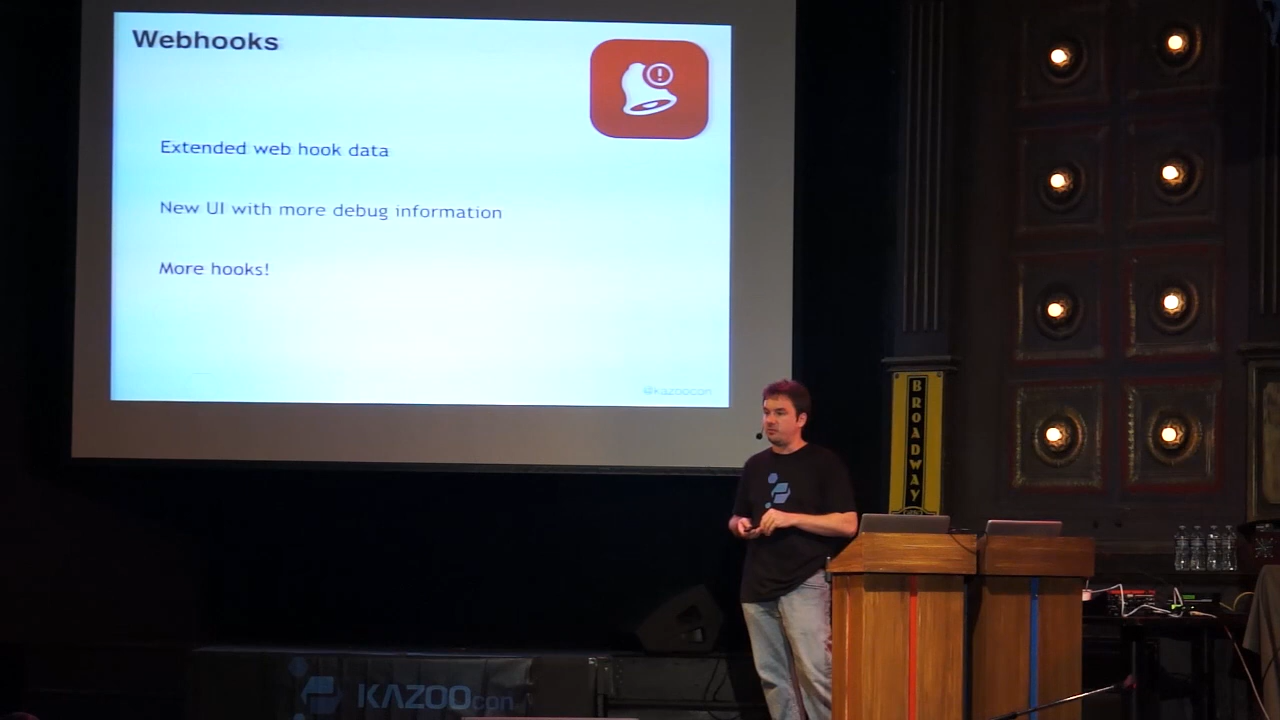 Webhooks
Extended web hook data
New UI with more debug information
More hooks!
@kazoocon
BROADWAY
KAZOOcon